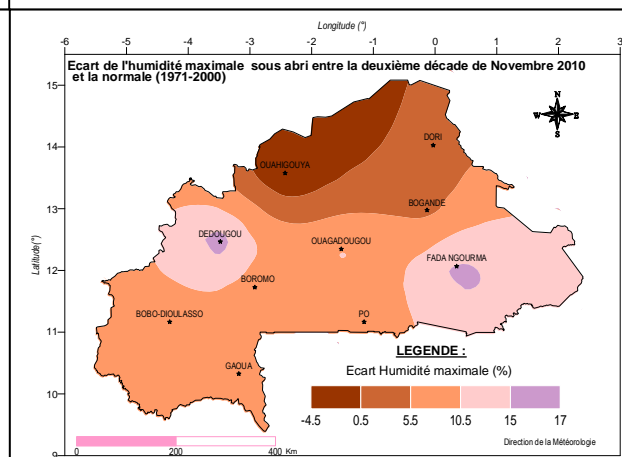 Longitude (°)
-6 -5 -4 -3 -2 -1 0 1 2 3
Ecart de l'humidité maximale sous abri entre la deuxième décade de Novembre 2010
et la normale (1971-2000)
15
N
W E
S
14
DORI
OUAHIGOUYA
BOGANDE
13
DEDOUGOU
OUAGADOUGOU
FADA NGOURMA
Latitude(°)
12
BOROMO
BOBO-DIOULASSO
PO
11
LEGENDE :
Ecart Humidité maximale (%)
GAOUA
10
-4.5 0.5 5.5 10.5 15 17
Direction de la Météorologie
0 200 400 Km
9